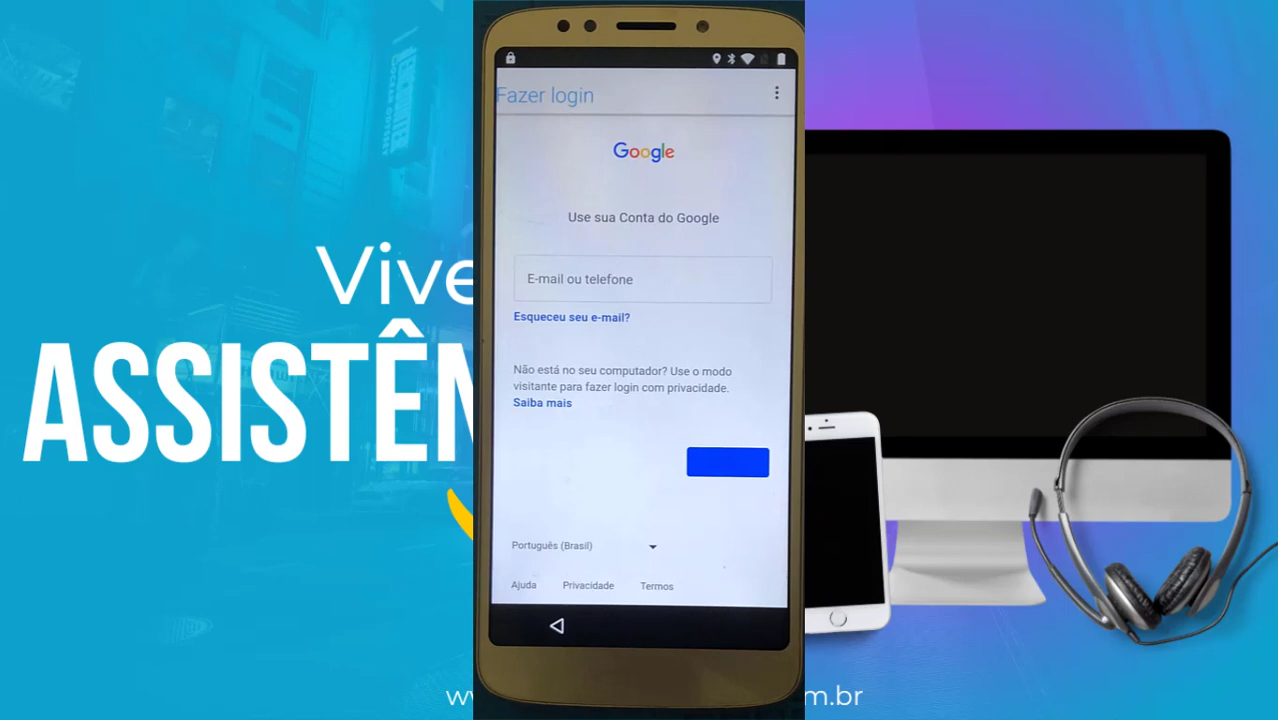 Fazer login
Google
Use sua Conta do Google
E-mail ou telefone
Esqueceu seu e-mail?
Não está no seu computador? Use o modo
visitante para fazer login com privacidade.
Saiba mais
Português (Brasil)
Ajuda Privacidade Termos
Vive
ASSISTÊN
m.br